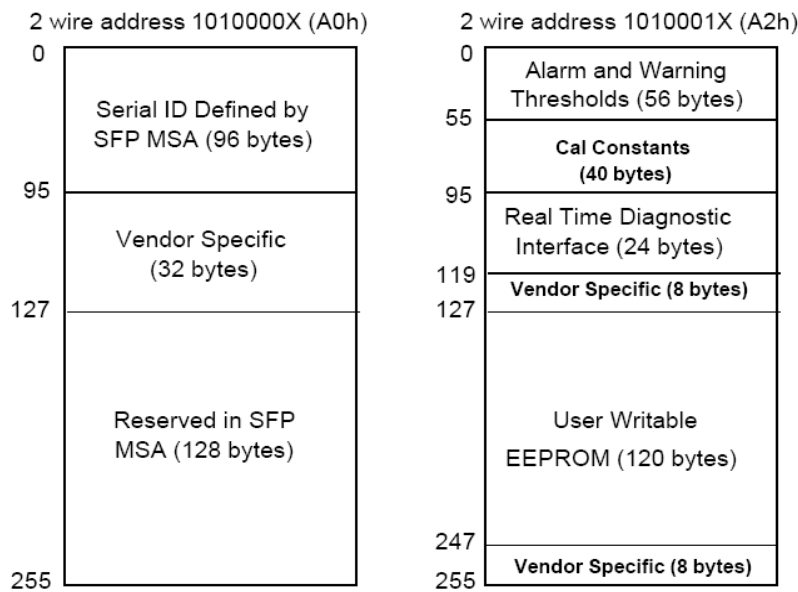 2 wire address 1010000X (A0h)
0
Serial ID Defined by
SFP MSA (96 bytes)
95
Vendor Specific
(32 bytes)
127
Reserved in SFP
MSA (128 bytes)
255
2 wire address 1010001X (A2h)
0
Alarm and Warning
Thresholds (56 bytes)
55
Cal Constants
(40 bytes)
95
Real Time Diagnostic
Interface (24 bytes)
119
Vendor Specific (8 bytes)
127
User Writable
EEPROM (120 bytes)
247
Vendor Specific (8 bytes)
255